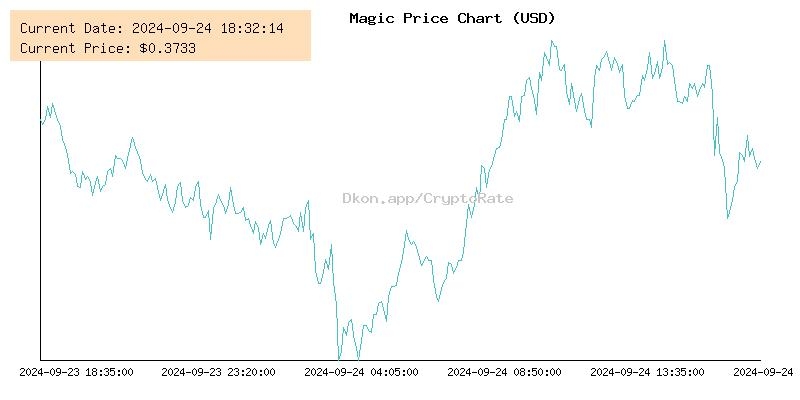 Magic Price Chart (USD)
Current Date: 2024-09-24 18:32:14
Current Price: $0.3733
Dkon.app/CryptoRate
2024-09-23 18:35:00 2024-09-23 23:20:00 2024-09-24 04:05:00 2024-09-24 08:50:00 2024-09-24 13:35:00 2024-09-24